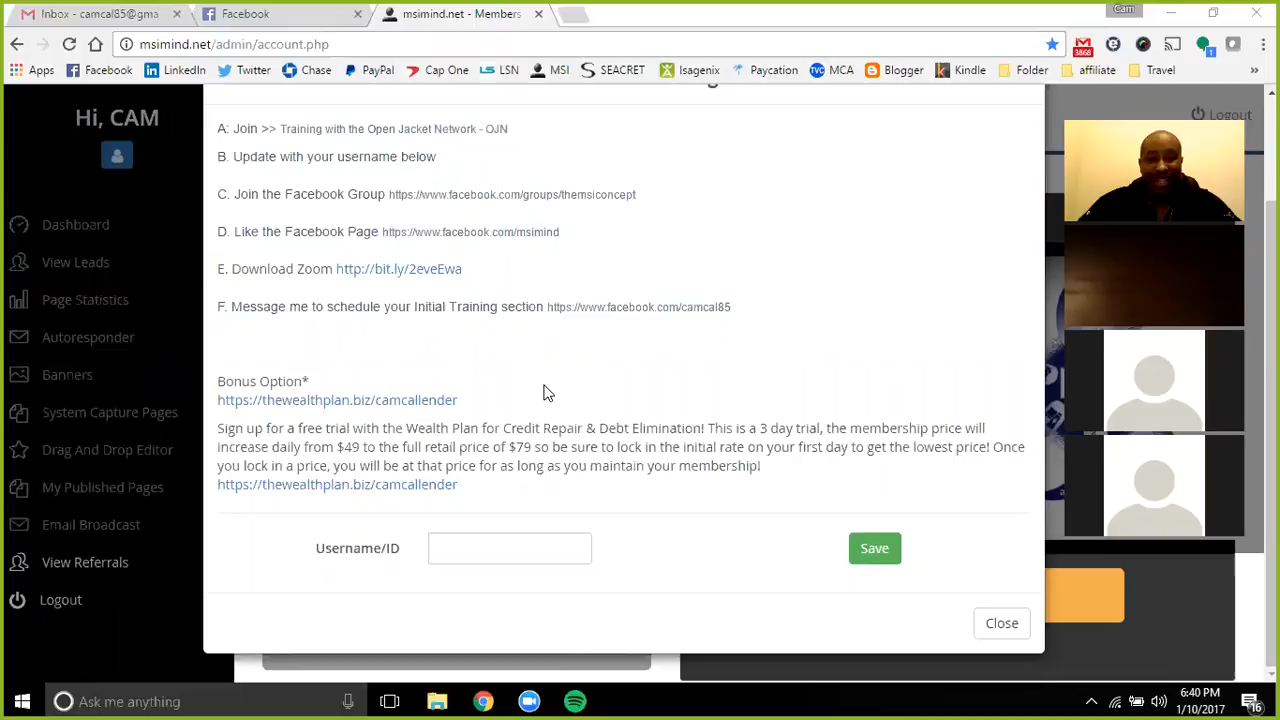 Inbox - camcal85@gma
Facebook
msimind.net - Members
Cam
msimind.net/admin/account.php
3868
1
Apps
Facebook
LinkedIn
Twitter
Chase
PayPal
Cap One
LSN
MSI
SEACRET
Isagenix
Paycation
MCA
Blogger
Kindle
Folder
affiliate
Travel
Hi, CAM
Logout
Dashboard
View Leads
Page Statistics
Autoresponder
Banners
System Capture Pages
Drag And Drop Editor
My Published Pages
Email Broadcast
View Referrals
Logout
A: Join >> Training with the Open Jacket Network - OJN
B. Update with your username below
C. Join the Facebook Group https://www.facebook.com/groups/themsiconcept
D. Like the Facebook Page https://www.facebook.com/msimind
E. Download Zoom http://bit.ly/2eveEwa
F. Message me to schedule your Initial Training section https://www.facebook.com/camcal85
Bonus Option*
https://thewealthplan.biz/camcallender
Sign up for a free trial with the Wealth Plan for Credit Repair & Debt Elimination! This is a 3 day trial, the membership price will
increase daily from $49 to the full retail price of $79 so be sure to lock in the initial rate on your first day to get the lowest price! Once
you lock in a price, you will be at that price for as long as you maintain your membership!
https://thewealthplan.biz/camcallender
Username/ID
Save
Close
Ask me anything
6:40 PM
1/10/2017
16